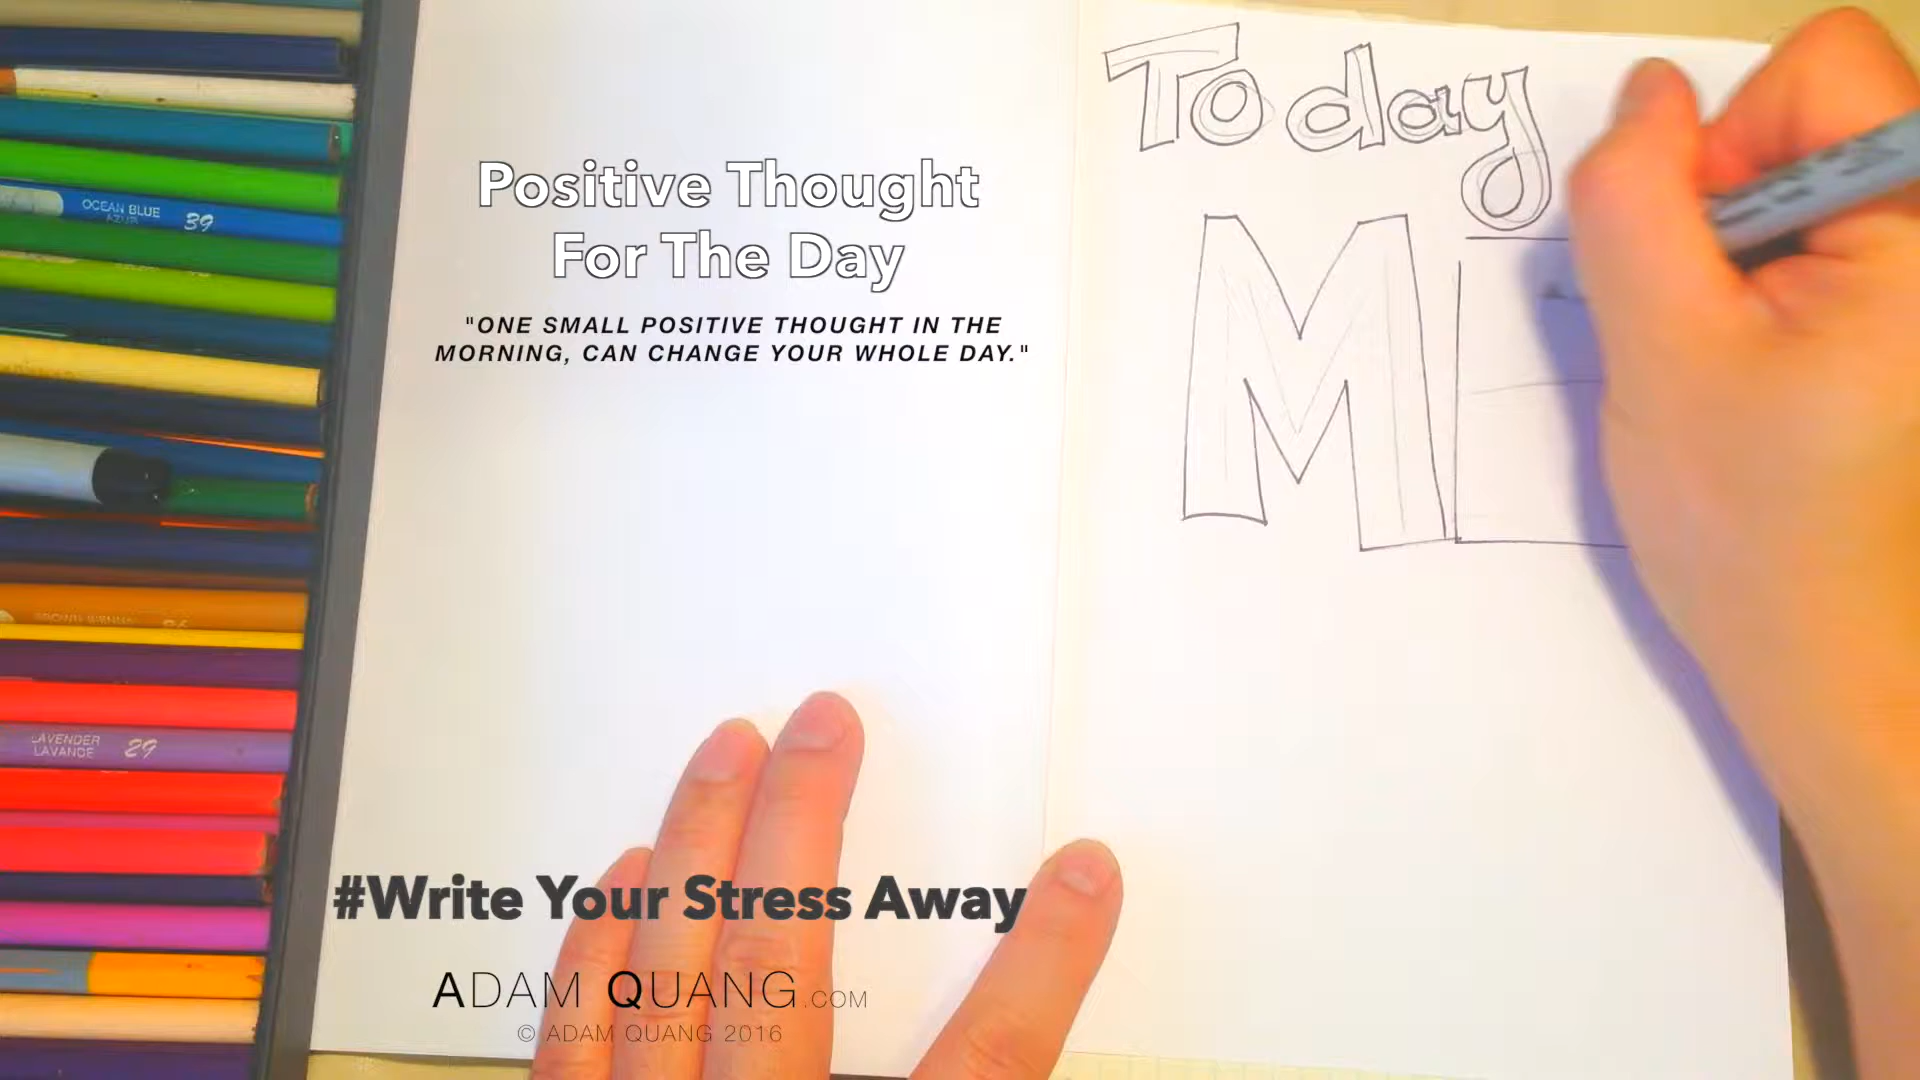 OCEAN BLUE
AZUR
39
LAVENDER
LAVANDE
29
Positive Thought
For The Day
"ONE SMALL POSITIVE THOUGHT IN THE
MORNING, CAN CHANGE YOUR WHOLE DAY."
#Write Your Stress Away
ADAM QUANG.COM
© ADAM QUANG 2016
Today
M